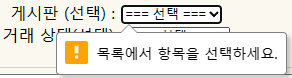 게시판 (선택) : === 선택 ===
거래 상태(선택)
목록에서 항목을 선택하세요.